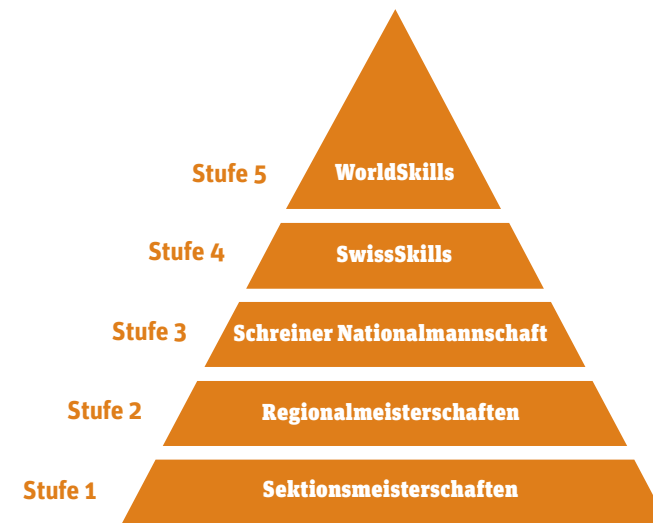 Stufe 5 WorldSkills
Stufe 4 SwissSkills
Stufe 3 Schreiner Nationalmannschaft
Stufe 2 Regionalmeisterschaften
Stufe 1 Sektionsmeisterschaften